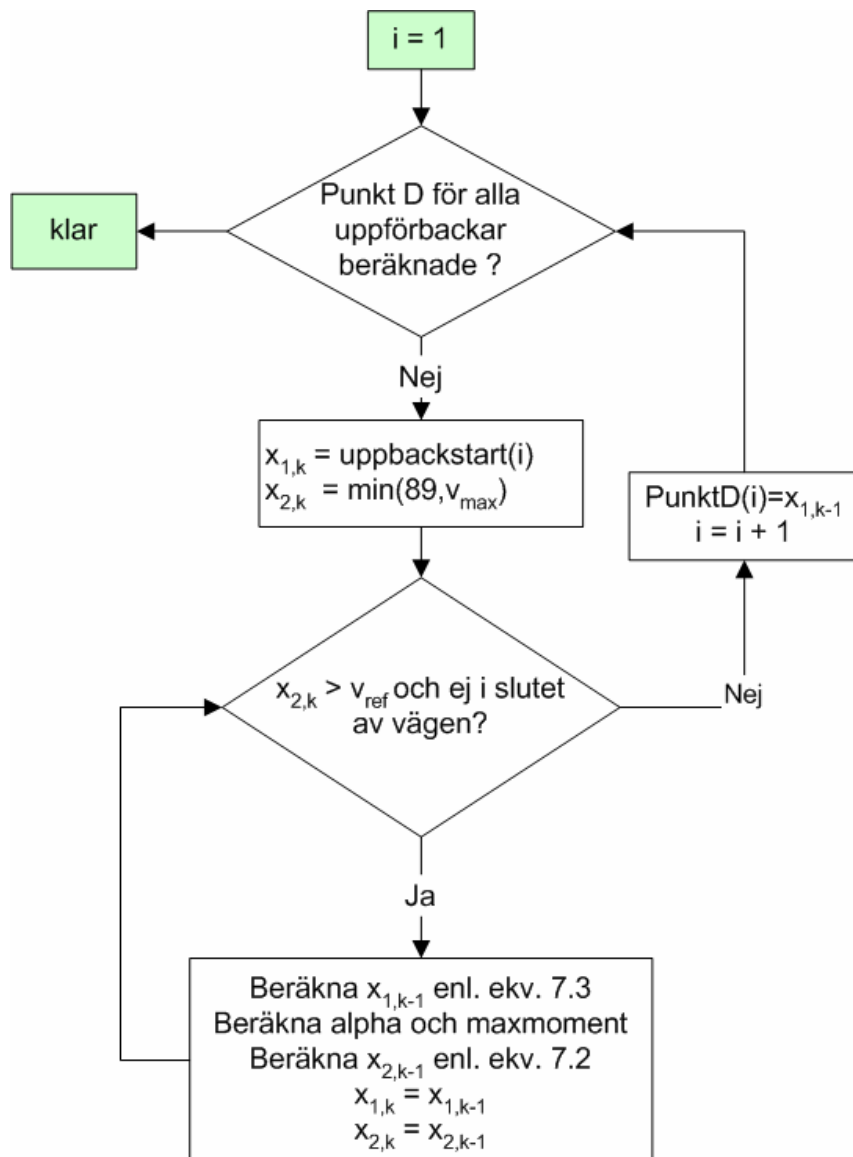 i = 1
Punkt D för alla
uppförbackar
beräknade ?
klar
Nej
x1,k = uppbackstart(i)
x2,k = min(89,vmax)
PunktD(i)=x1,k-1
i = i + 1
x2,k > vref och ej i slutet
av vägen?
Nej
Ja
Beräkna x1,k-1 enl. ekv. 7.3
Beräkna alpha och maxmoment
Beräkna x2,k-1 enl. ekv. 7.2
x1,k = x1,k-1
x2,k = x2,k-1